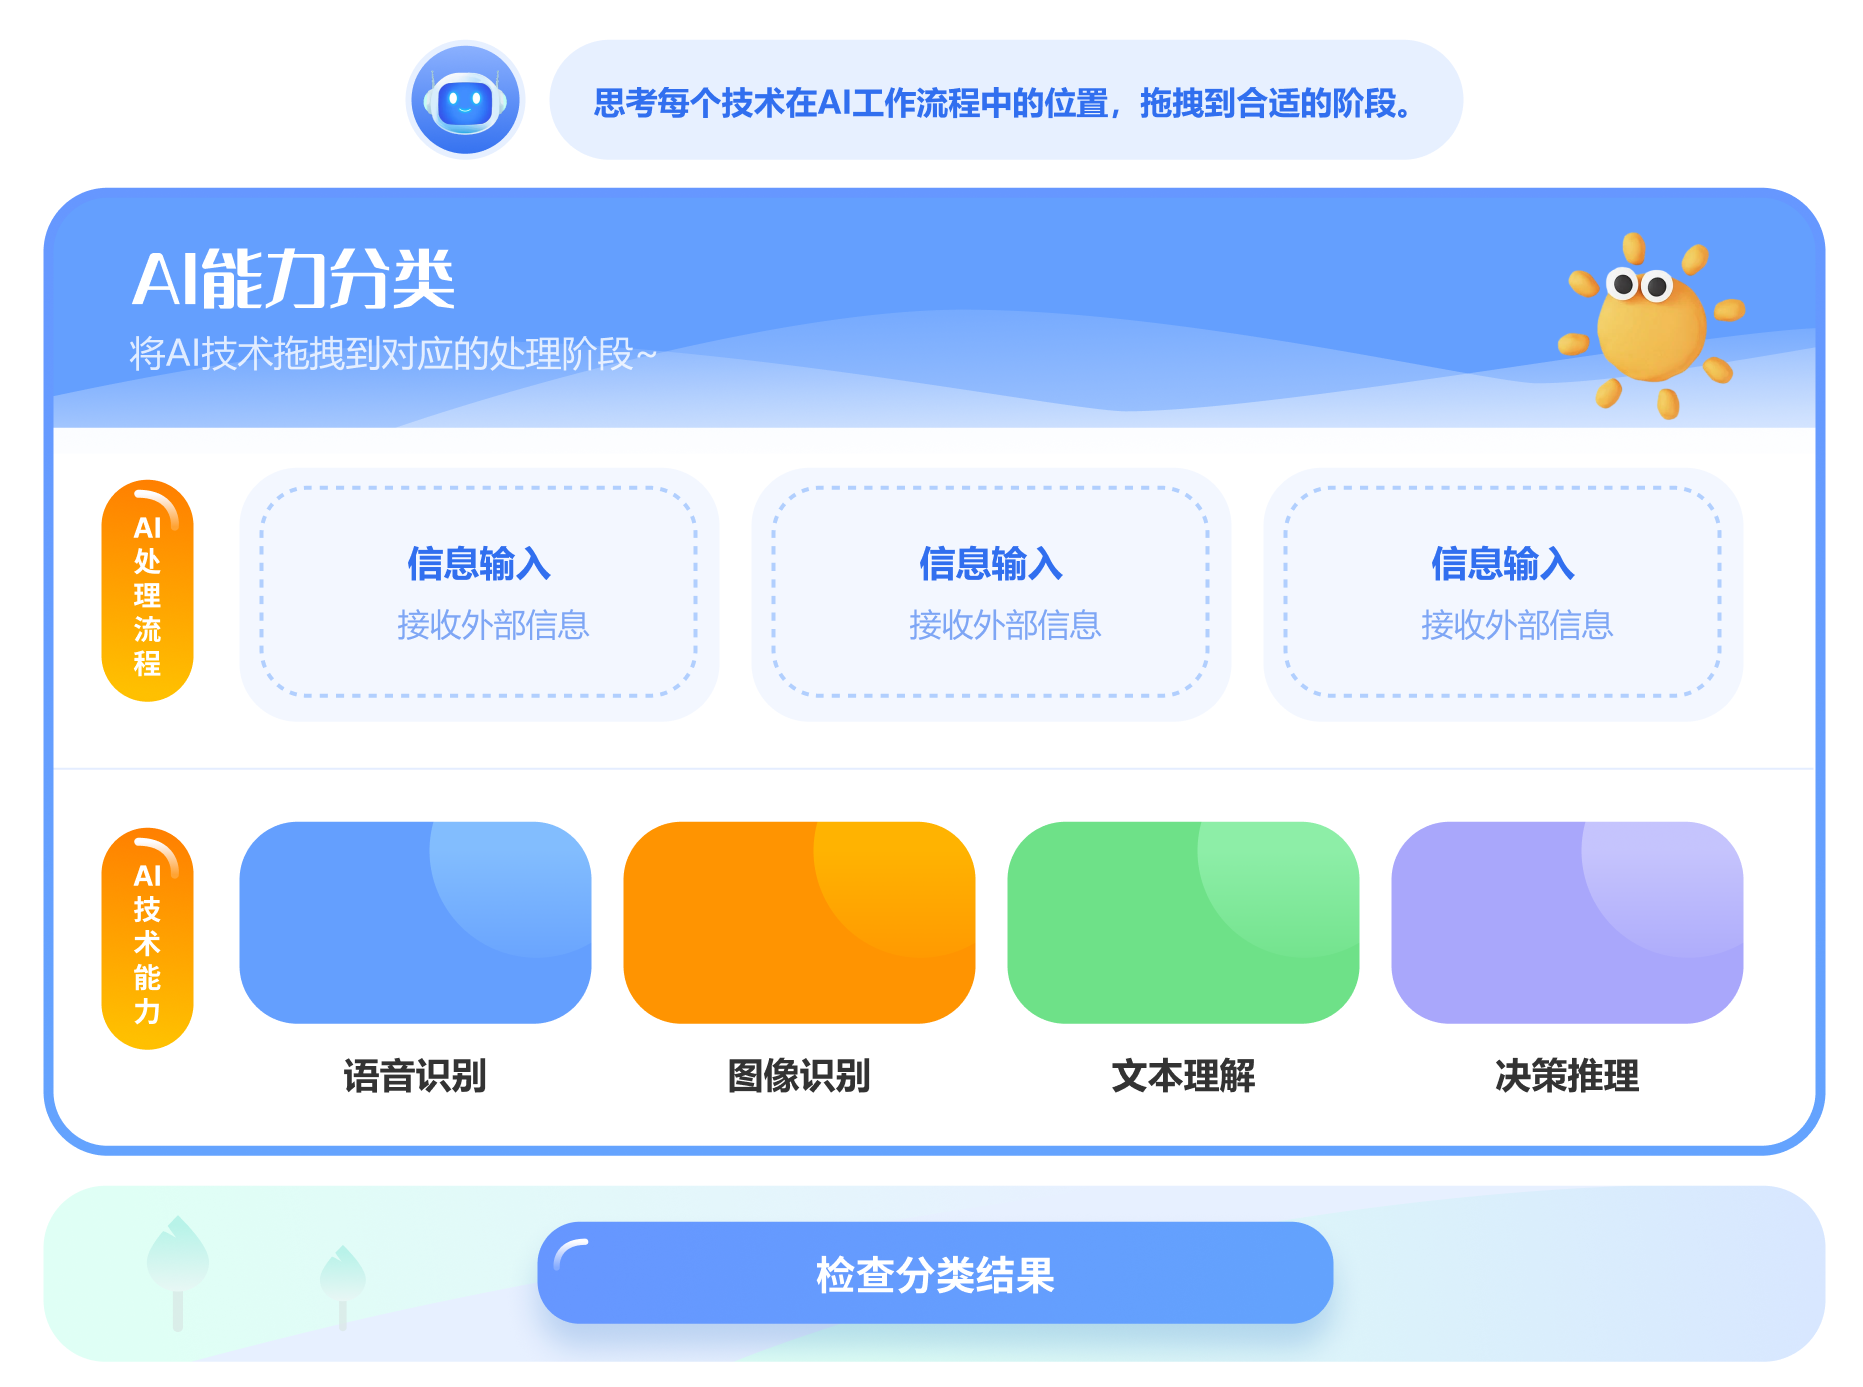 思考每个技术在AI工作流程中的位置，拖拽到合适的阶段。
AI能力分类
将AI技术拖拽到对应的处理阶段~
AI处理流程
信息输入
接收外部信息
信息输入
接收外部信息
信息输入
接收外部信息
AI技术能力
语音识别
图像识别
文本理解
决策推理
检查分类结果